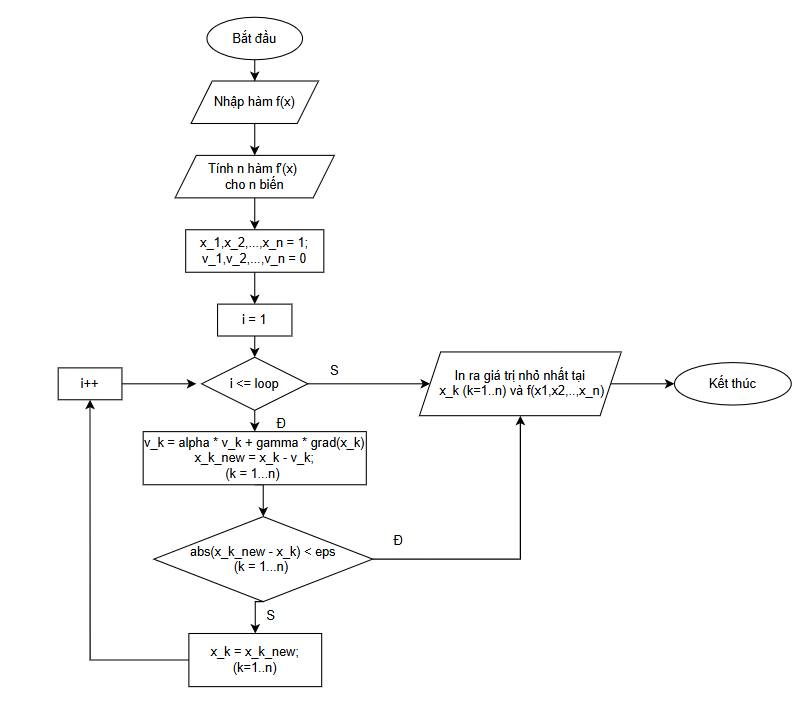 Bắt đầu
Nhập hàm f(x)
Tính n hàm f'(x)
cho n biến
x_1,x_2,...,x_n = 1;
v_1,v_2,...,v_n = 0
i = 1
i++
i <= loop
S
In ra giá trị nhỏ nhất tại
x_k (k=1..n) và f(x1,x2,..,x_n)
Kết thúc
Đ
v_k = alpha * v_k + gamma * grad(x_k)
x_k_new = x_k - v_k;
(k = 1...n)
abs(x_k_new - x_k) < eps
(k = 1...n)
Đ
S
x_k = x_k_new;
(k=1..n)